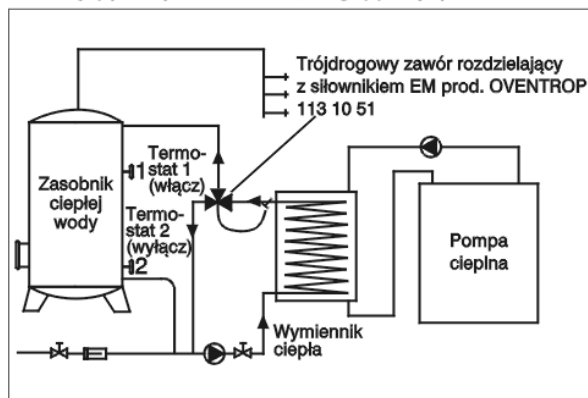 Trójdrogowy zawór rozdzielający
z siłownikiem EM prod. OVENTROP
113 10 51
1
Termo-
stat 1
(włącz)
Zasobnik
ciepłej
wody
Termo-
stat 2
(wyłącz)
2
Pompa
cieplna
Wymiennik
ciepła